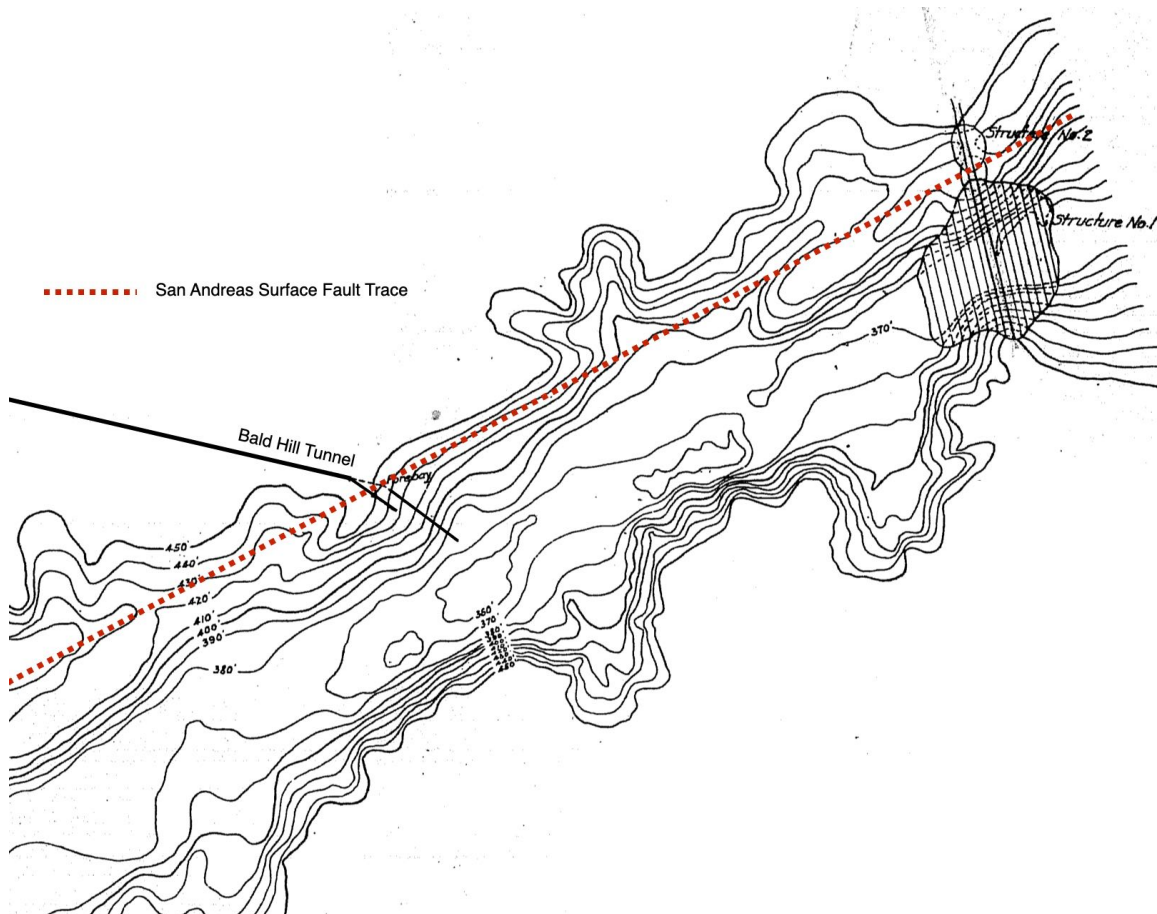 Structure No.2
Structure No.1
San Andreas Surface Fault Trace
370'
Bald Hill Tunnel
Forebay
450'
440'
430'
420'
410'
400'
390'
380'
360'
370'
380'